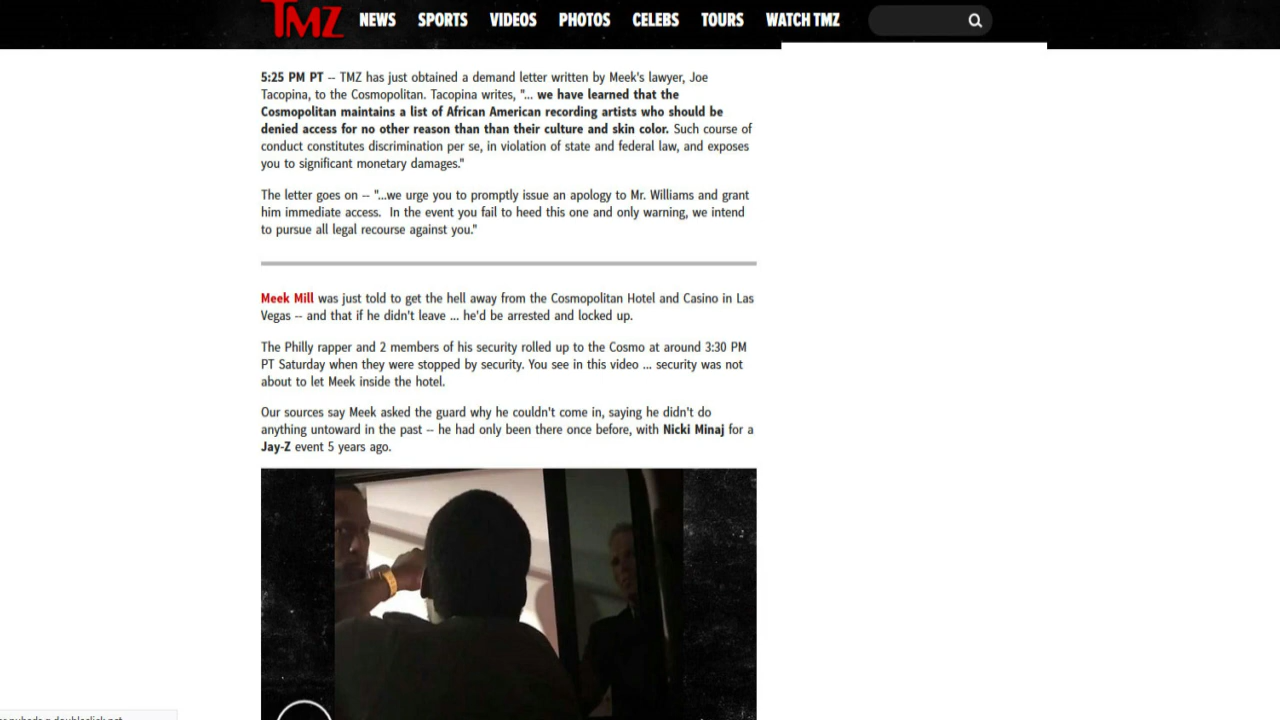 TMZ NEWS SPORTS VIDEOS PHOTOS CELEBS TOURS WATCH TMZ
5:25 PM PT -- TMZ has just obtained a demand letter written by Meek's lawyer, Joe
Tacopina, to the Cosmopolitan. Tacopina writes, "... we have learned that the
Cosmopolitan maintains a list of African American recording artists who should be
denied access for no other reason than than their culture and skin color. Such course of
conduct constitutes discrimination per se, in violation of state and federal law, and exposes
you to significant monetary damages."
The letter goes on -- "...we urge you to promptly issue an apology to Mr. Williams and grant
him immediate access. In the event you fail to heed this one and only warning, we intend
to pursue all legal recourse against you."
Meek Mill was just told to get the hell away from the Cosmopolitan Hotel and Casino in Las
Vegas -- and that if he didn't leave ... he'd be arrested and locked up.
The Philly rapper and 2 members of his security rolled up to the Cosmo at around 3:30 PM
PT Saturday when they were stopped by security. You see in this video ... security was not
about to let Meek inside the hotel.
Our sources say Meek asked the guard why he couldn't come in, saying he didn't do
anything untoward in the past -- he had only been there once before, with Nicki Minaj for a
Jay-Z event 5 years ago.